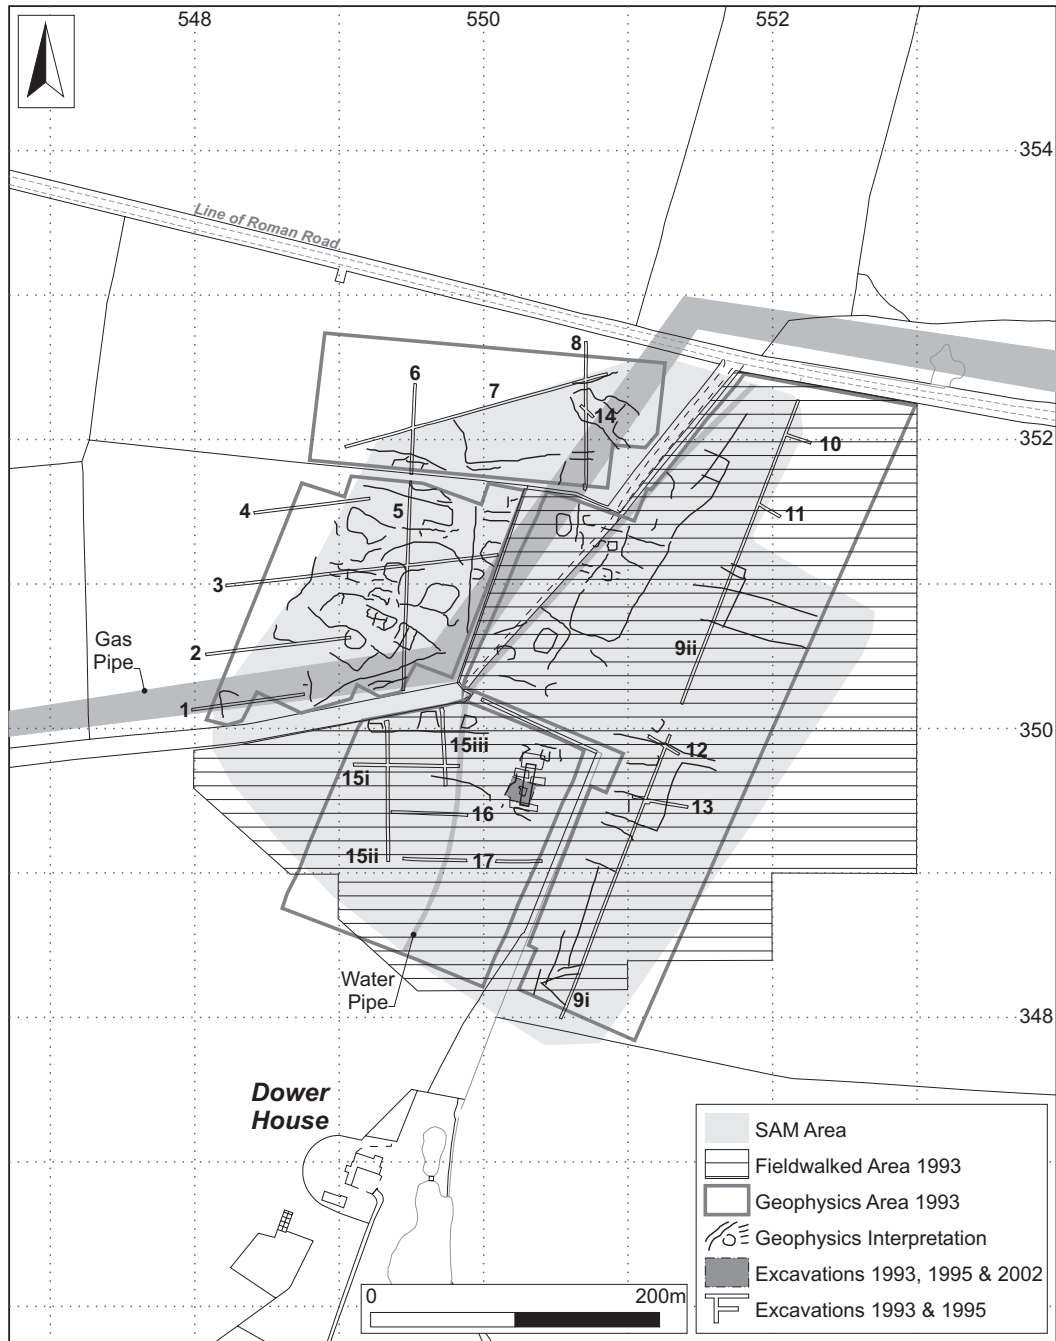 548
550
552
354
Line of Roman Road
8
6
7
14
352
10
4
5
11
3
Gas
Pipe
2
9ii
1
350
15iii
12
15i
13
16
15ii
17
Water
Pipe
9i
348
Dower
House
SAM Area
Fieldwalked Area 1993
Geophysics Area 1993
Geophysics Interpretation
Excavations 1993, 1995 & 2002
Excavations 1993 & 1995
0
200m